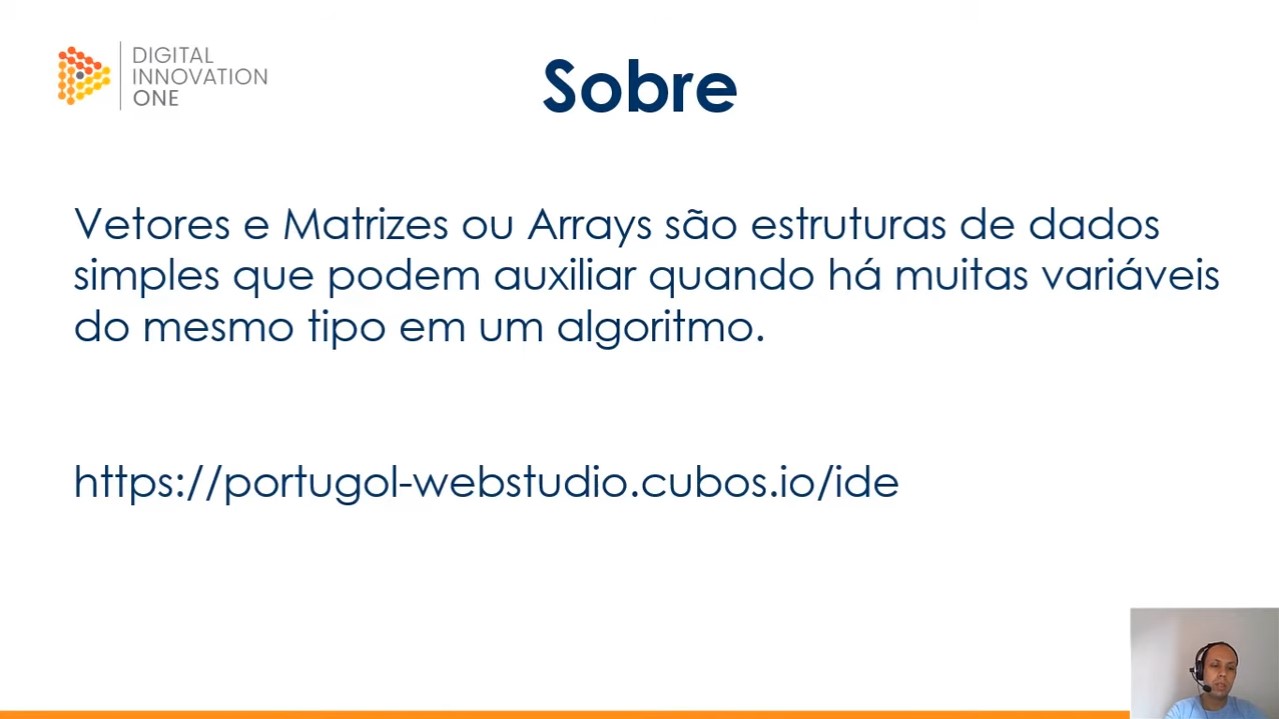 DIGITAL
INNOVATION
ONE
Sobre
Vetores e Matrizes ou Arrays são estruturas de dados
simples que podem auxiliar quando há muitas variáveis
do mesmo tipo em um algoritmo.
https://portugol-webstudio.cubos.io/ide